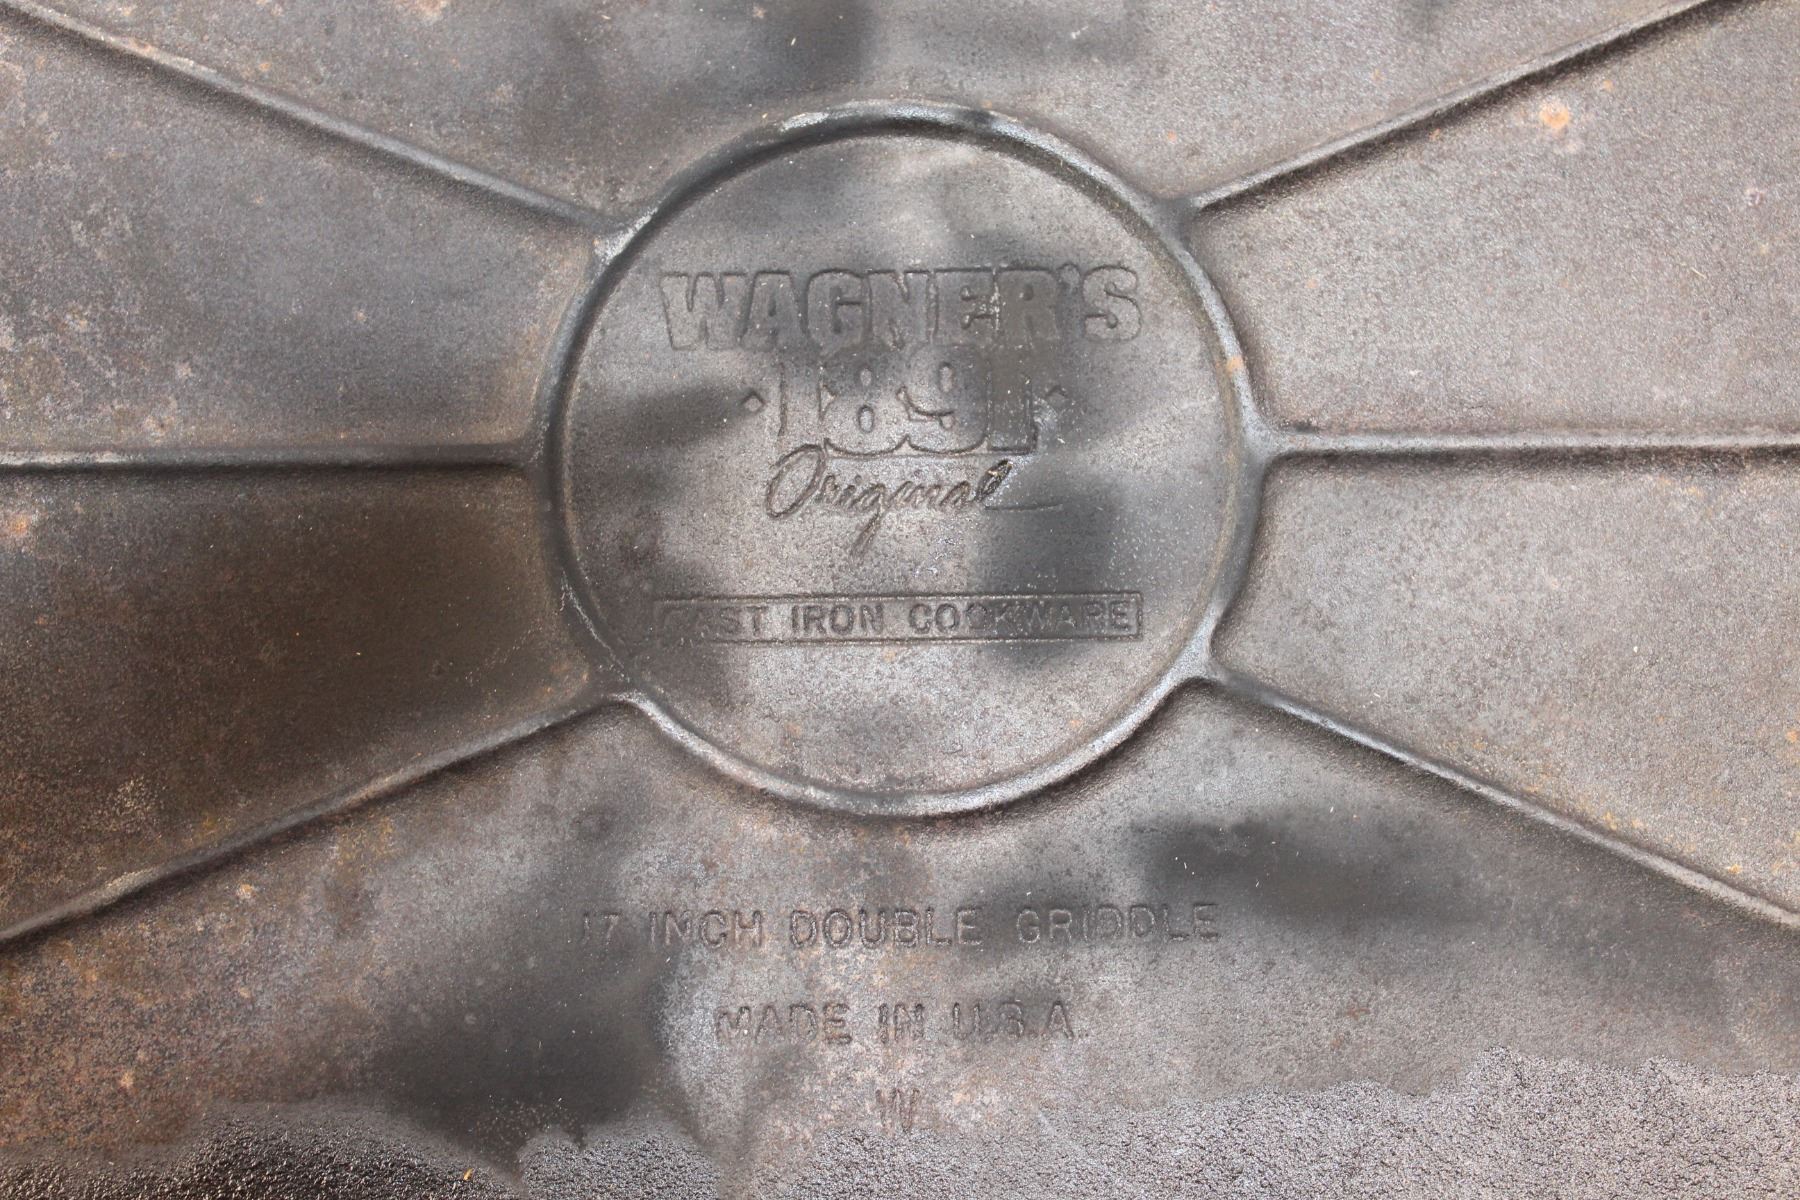 WAGNER'S
1891
Original
CAST IRON COOKWARE
17 INCH DOUBLE GRIDDLE
MADE IN U.S.A.
W